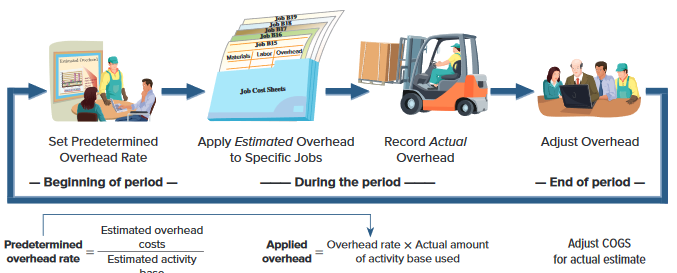 Job B19
Job B18
Job B17
Job B16
Job B15
Materials Labor Overhead
Job Cost Sheets
Estimated Overhead
Set Predetermined
Overhead Rate
Apply Estimated Overhead
to Specific Jobs
Record Actual
Overhead
Adjust Overhead
— Beginning of period —
—— During the period ——
— End of period —
Predetermined
overhead rate
=
Estimated overhead
costs
Estimated activity
base
Applied
overhead
=
Overhead rate × Actual amount
of activity base used
Adjust COGS
for actual estimate